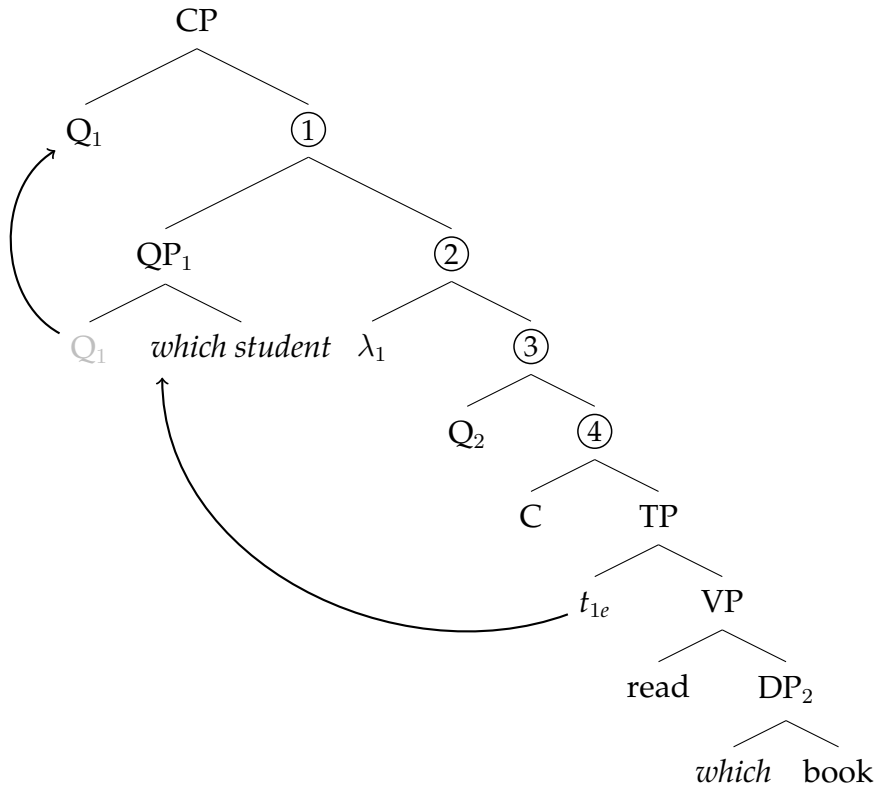 CP
Q₁ ①
QP₁ ②
Q₁ which student λ₁ ③
Q₂ ④
C TP
t₁ₑ VP
read DP₂
which book